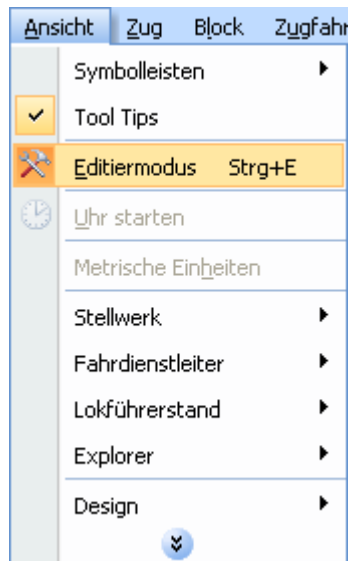 Ansicht Zug Block Zugfahr
Symbolleisten
Tool Tips
Editiermodus Strg+E
Uhr starten
Metrische Einheiten
Stellwerk
Fahrdienstleiter
Lokführerstand
Explorer
Design